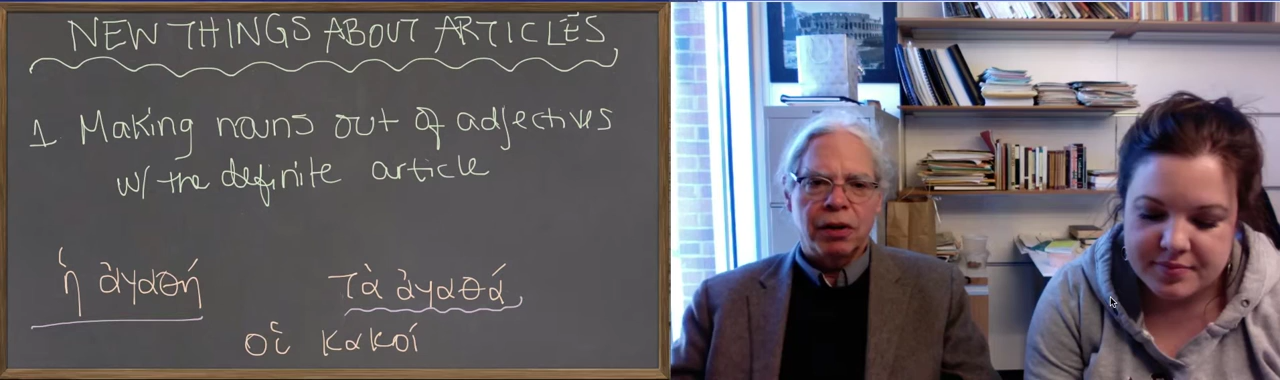 NEW THINGS ABOUT ARTICLES
1. Making nouns out of adjectives
w/ the definite article
ἡ ἀγαθή τὰ ἀγαθά
οἱ κακοί